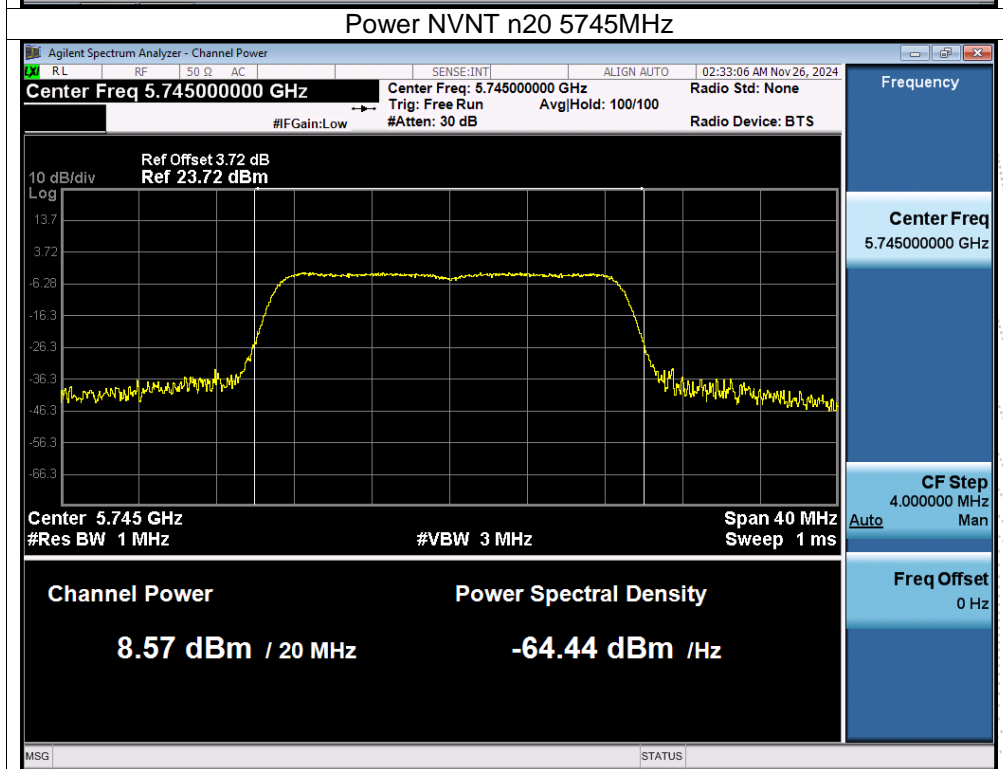 Power NVNT n20 5745MHz
Agilent Spectrum Analyzer - Channel Power
LXI RL RF 50 Ω AC SENSE:INT ALIGN AUTO 02:33:06 AM Nov 26, 2024
Center Freq 5.745000000 GHz
Center Freq: 5.745000000 GHz
Radio Std: None
Trig: Free Run Avg|Hold: 100/100
#IFGain:Low
#Atten: 30 dB
Radio Device: BTS
Frequency
Ref Offset 3.72 dB
10 dB/div Ref 23.72 dBm
Log
13.7
3.72
-6.28
-16.3
-26.3
-36.3
-46.3
-56.3
-66.3
Center Freq
5.745000000 GHz
CF Step
4.000000 MHz
Auto Man
Center 5.745 GHz Span 40 MHz
#Res BW 1 MHz #VBW 3 MHz Sweep 1 ms
Freq Offset
0 Hz
Channel Power Power Spectral Density
8.57 dBm / 20 MHz -64.44 dBm /Hz
MSG STATUS